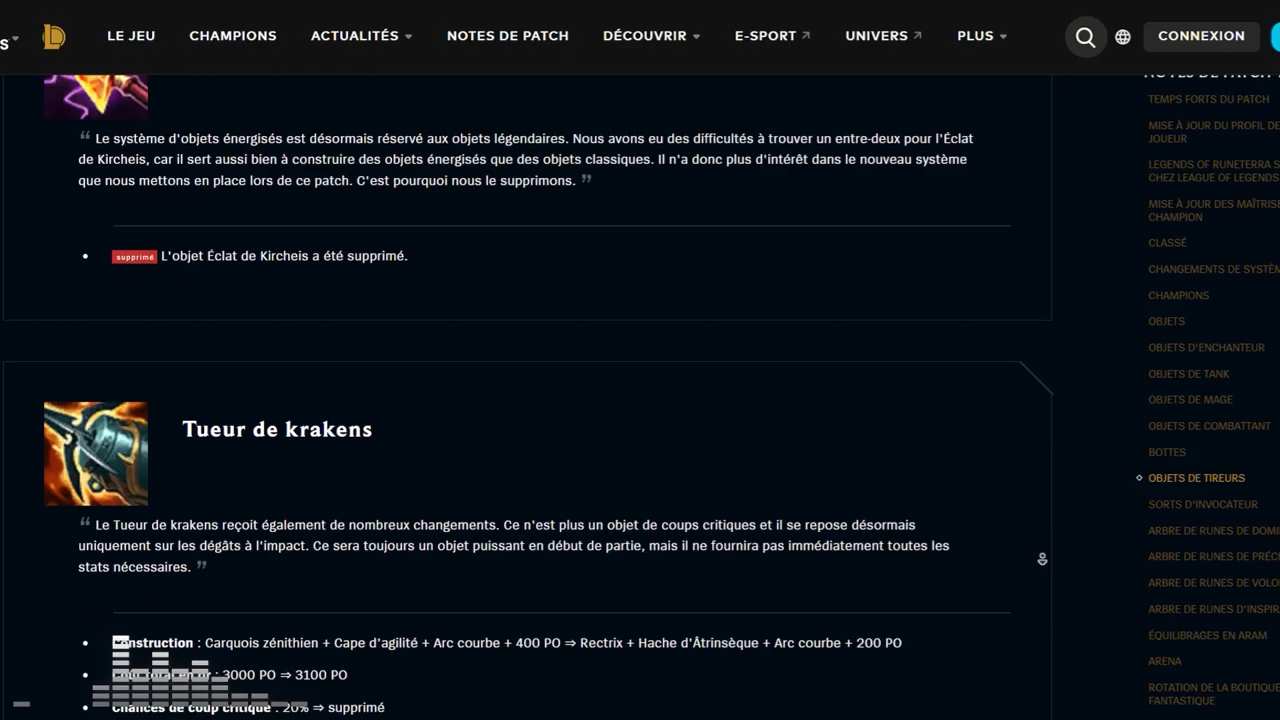 S
LE JEU
CHAMPIONS
ACTUALITÉS
NOTES DE PATCH
DÉCOUVRIR
E-SPORT
UNIVERS
PLUS
CONNEXION
“ Le système d'objets énergisés est désormais réservé aux objets légendaires. Nous avons eu des difficultés à trouver un entre-deux pour l'Éclat
de Kircheis, car il sert aussi bien à construire des objets énergisés que des objets classiques. Il n'a donc plus d'intérêt dans le nouveau système
que nous mettons en place lors de ce patch. C'est pourquoi nous le supprimons. ”
• supprimé L'objet Éclat de Kircheis a été supprimé.
Tueur de krakens
“ Le Tueur de krakens reçoit également de nombreux changements. Ce n'est plus un objet de coups critiques et il se repose désormais
uniquement sur les dégâts à l'impact. Ce sera toujours un objet puissant en début de partie, mais il ne fournira pas immédiatement toutes les
stats nécessaires. ”
• Construction : Carquois zénithien + Cape d'agilité + Arc courbe + 400 PO ⇒ Rectrix + Hache d'Âtrinsèque + Arc courbe + 200 PO
• Coût total en or : 3000 PO ⇒ 3100 PO
• Chances de coup critique : 20% ⇒ supprimé
NOTES DE PATCH
TEMPS FORTS DU PATCH
MISE À JOUR DU PROFIL DE
JOUEUR
LEGENDS OF RUNETERRA S
CHEZ LEAGUE OF LEGENDS
MISE À JOUR DES MAÎTRISE
CHAMPION
CLASSÉ
CHANGEMENTS DE SYSTÈ
CHAMPIONS
OBJETS
OBJETS D'ENCHANTEUR
OBJETS DE TANK
OBJETS DE MAGE
OBJETS DE COMBATTANT
BOTTES
OBJETS DE TIREURS
SORTS D'INVOCATEUR
ARBRE DE RUNES DE DOMI
ARBRE DE RUNES DE PRÉC
ARBRE DE RUNES DE VOLO
ARBRE DE RUNES D'INSPIR
ÉQUILIBRAGES EN ARAM
ARENA
ROTATION DE LA BOUTIQUE
FANTASTIQUE